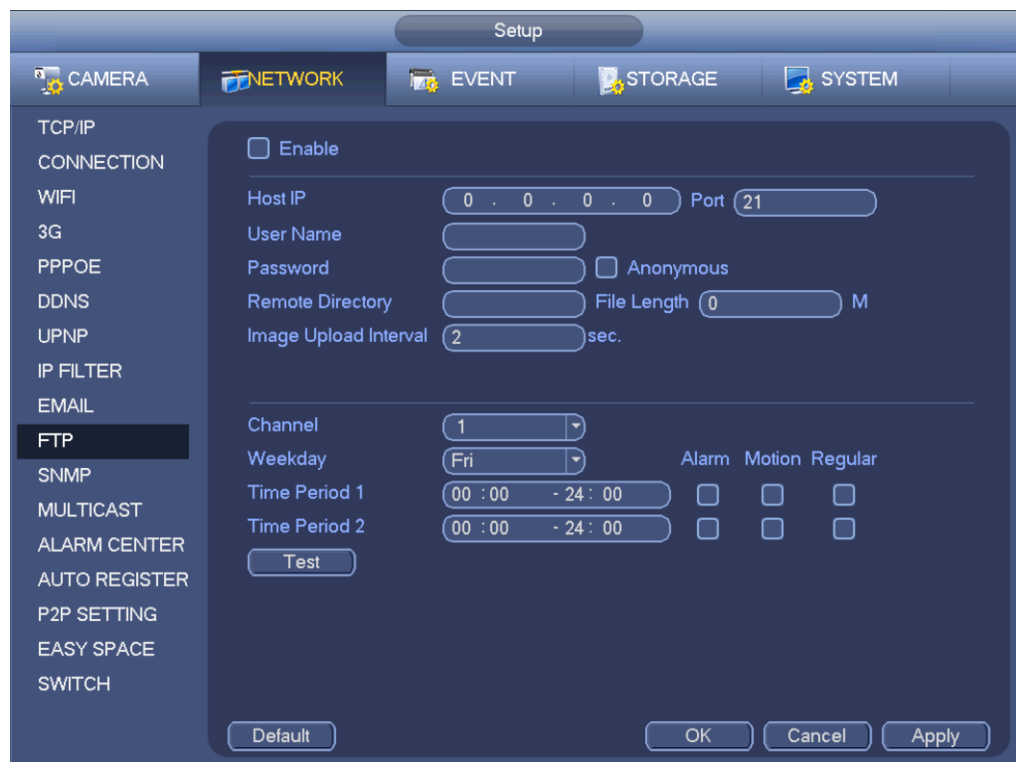 Setup
CAMERA NETWORK EVENT STORAGE SYSTEM
TCP/IP
CONNECTION
WIFI
3G
PPPOE
DDNS
UPNP
IP FILTER
EMAIL
FTP
SNMP
MULTICAST
ALARM CENTER
AUTO REGISTER
P2P SETTING
EASY SPACE
SWITCH
Enable
Host IP 0 . 0 . 0 . 0 Port 21
User Name
Password Anonymous
Remote Directory File Length 0 M
Image Upload Interval 2 sec.
Channel 1
Weekday Fri Alarm Motion Regular
Time Period 1 00 :00 - 24: 00
Time Period 2 00 :00 - 24: 00
Test
Default OK Cancel Apply